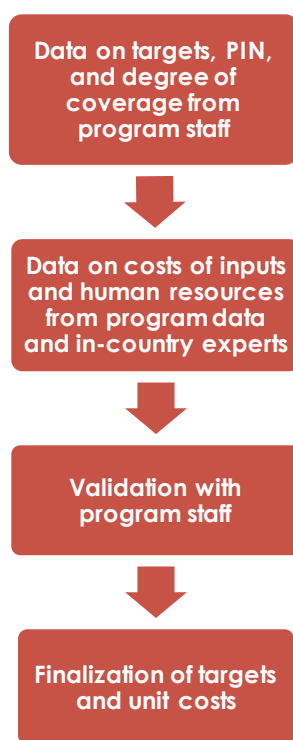 Data on targets, PIN,
and degree of
coverage from
program staff
Data on costs of inputs
and human resources
from program data
and in-country experts
Validation with
program staff
Finalization of targets
and unit costs